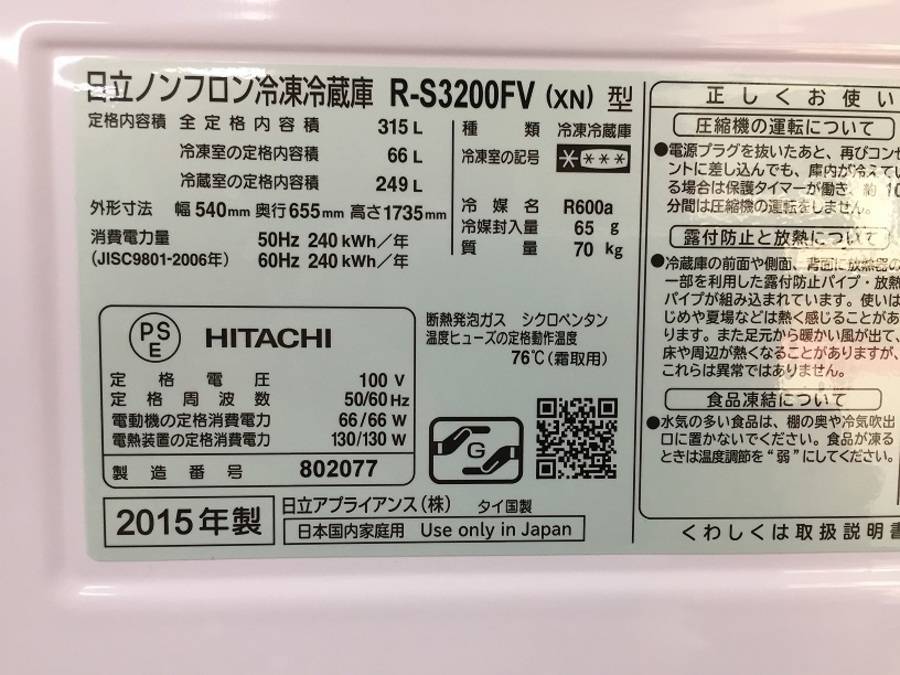 日立ノンフロン冷凍冷蔵庫 R-S3200FV (XN) 型
定格内容積 全定格内容積 315 L
冷凍室の定格内容積 66 L
冷蔵室の定格内容積 249 L
外形寸法 幅 540mm 奥行 655mm 高さ 1735mm
消費電力量 50Hz 240 kWh/年
(JISC9801-2006年) 60Hz 240 kWh/年
種類 冷凍冷蔵庫
冷凍室の記号 ****
冷媒名 R600a
冷媒封入量 65 g
質量 70 kg
PSE HITACHI
定格電圧 100 V
定格周波数 50/60 Hz
電動機の定格消費電力 66/66 W
電熱装置の定格消費電力 130/130 W
製造番号 802077
断熱発泡ガス シクロペンタン
温度ヒューズの定格動作温度
76℃(霜取用)
G
2015年製
日立アプライアンス(株) タイ国製
日本国内家庭用 Use only in Japan
正しくお使い
圧縮機の運転について
●電源プラグを抜いたあと、再びコンセ
ントに差し込んでも、庫内が冷えてい
る場合は保護タイマーが働き、約10
分間は圧縮機の運転をしません。
露付防止と放熱について
●冷蔵庫の前面や側面、背面に放熱器の
一部を利用した露付防止パイプ・放熱
パイプが組み込まれています。使いは
じめや夏場などは熱く感じることがあ
ります。また足元から暖かい風が出て、
床や周辺が熱くなることがありますが、
これらは異常ではありません。
食品凍結について
●水気の多い食品は、棚の奥や冷気吹出
口に置かないでください。食品が凍る
ときは温度調節を"弱"にしてください。
くわしくは取扱説明書